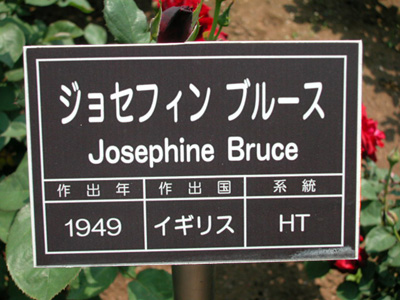 ジョセフィン ブルース
Josephine Bruce
作出年 作出国 系統
1949 イギリス HT